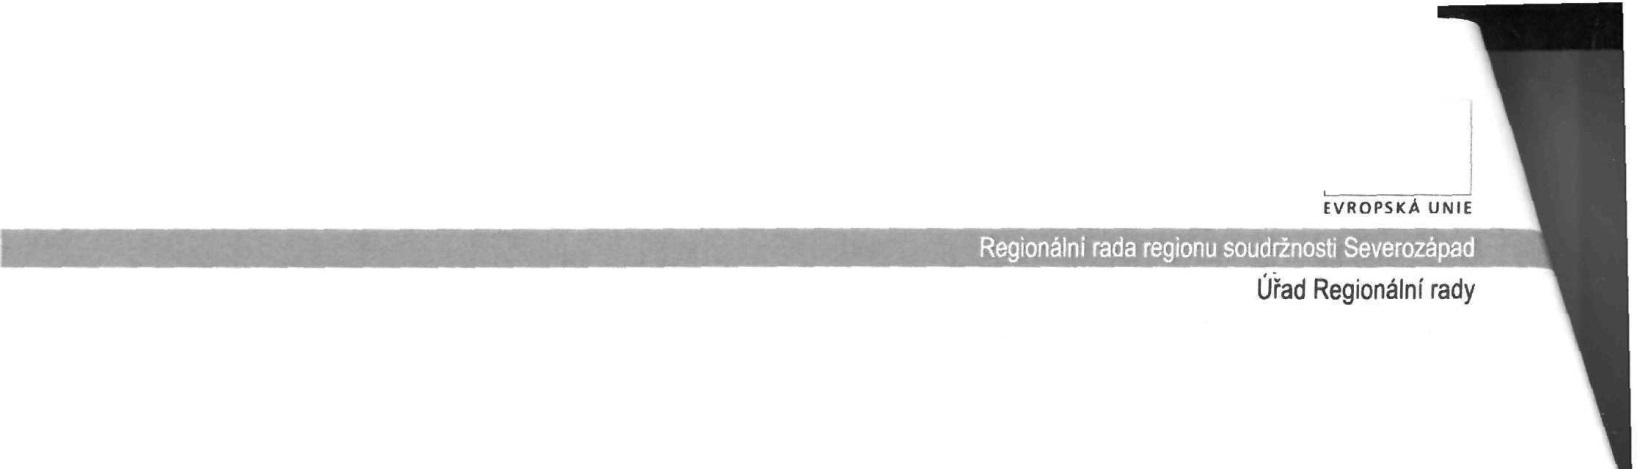 EVROPSKÁ UNIE
Regionální rada regionu soudržnosti Severozápad
Úřad Regionální rady